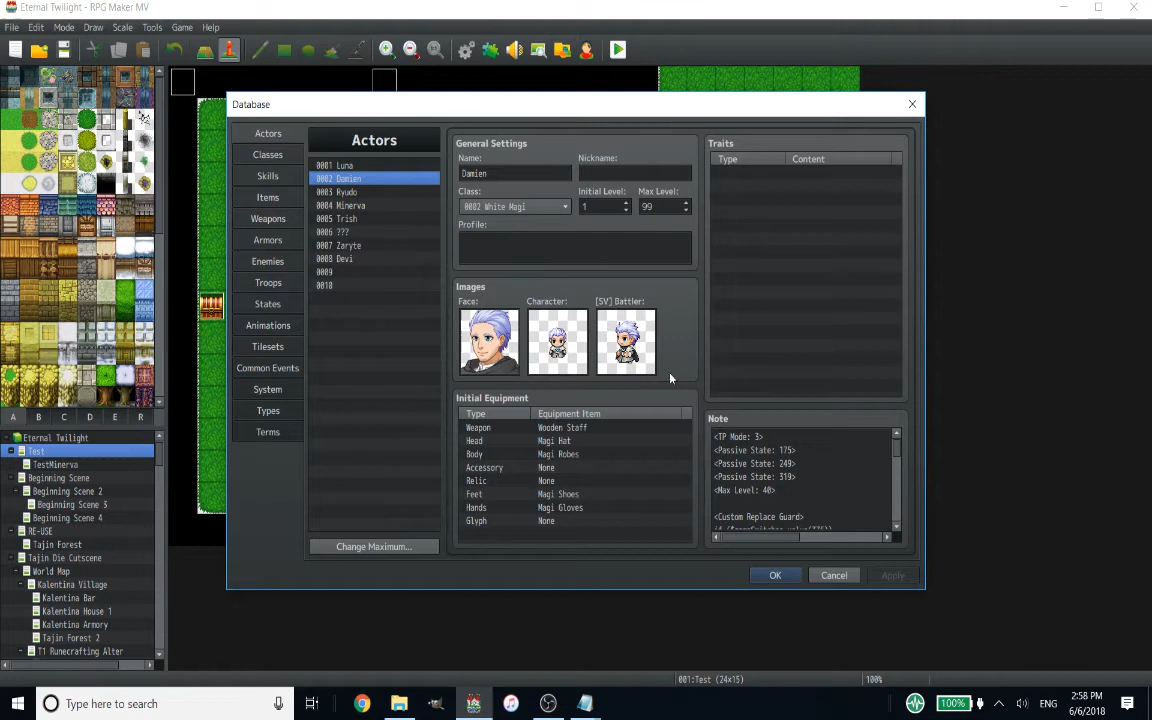 Eternal Twilight - RPG Maker MV
File Edit Mode Draw Scale Tools Game Help
Database
Actors
Classes
Skills
Items
Weapons
Armors
Enemies
Troops
States
Animations
Tilesets
Common Events
System
Types
Terms
Actors
0001 Luna
0002 Damien
0003 Ryudo
0004 Minerva
0005 Trish
0006 ???
0007 Zaryte
0008 Devi
0009
0010
Change Maximum...
General Settings
Name: Nickname:
Damien
Class: Initial Level: Max Level:
0002 White Magi 1 99
Profile:
Images
Face: Character: [SV] Battler:
Initial Equipment
Type Equipment Item
Weapon Wooden Staff
Head Magi Hat
Body Magi Robes
Accessory None
Relic None
Feet Magi Shoes
Hands Magi Gloves
Glyph None
Traits
Type Content
Note
<TP Mode: 3>
<Passive State: 175>
<Passive State: 249>
<Passive State: 319>
<Max Level: 40>
<Custom Replace Guard>
OK Cancel Apply
A B C D E R
Eternal Twilight
Test
TestMinerva
Beginning Scene
Beginning Scene 2
Beginning Scene 3
Beginning Scene 4
RE-USE
Tajin Forest
Tajin Die Cutscene
World Map
Kalentina Village
Kalentina Bar
Kalentina House 1
Kalentina Armory
Tajin Forest 2
T1 Runecrafting Alter
001:Test (24x15) 100%
Type here to search
100% ENG
2:58 PM
6/6/2018